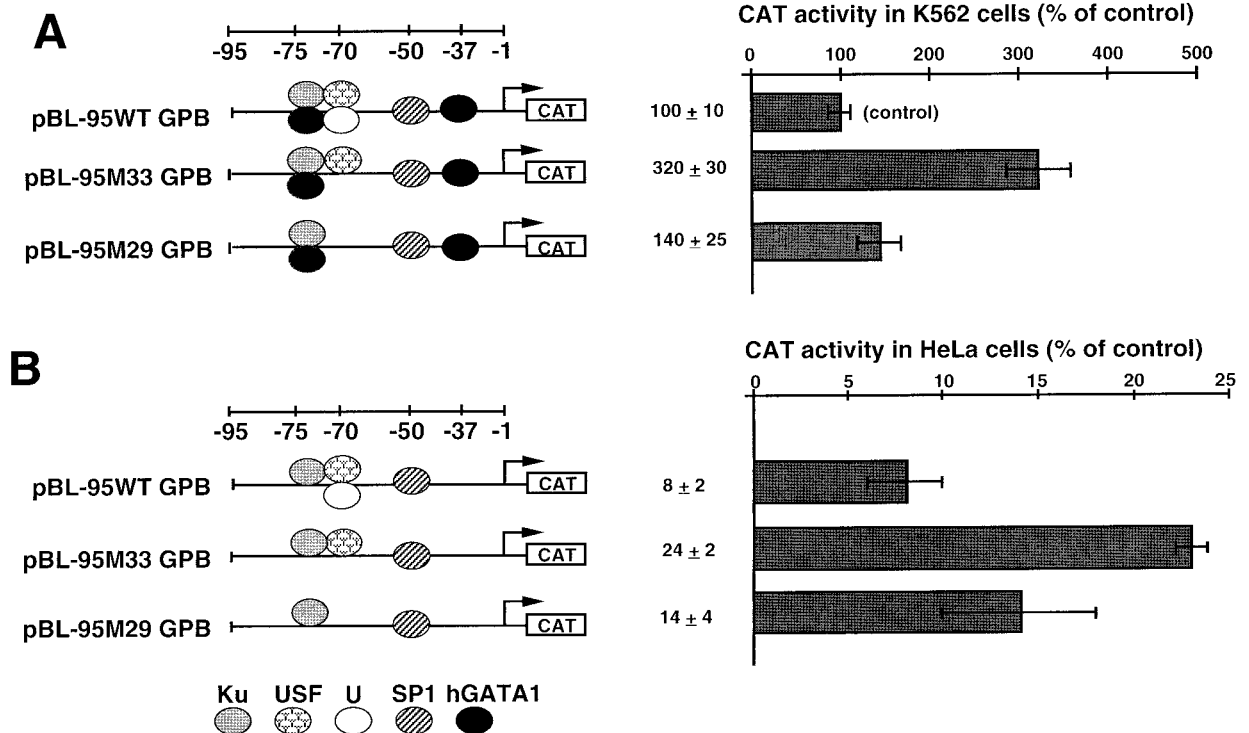 A
-95 -75 -70 -50 -37 -1
pBL-95WT GPB
CAT
pBL-95M33 GPB
CAT
pBL-95M29 GPB
CAT
CAT activity in K562 cells (% of control)
0 100 200 300 400 500
100 ± 10
(control)
320 ± 30
140 ± 25
B
-95 -75 -70 -50 -37 -1
pBL-95WT GPB
CAT
pBL-95M33 GPB
CAT
pBL-95M29 GPB
CAT
CAT activity in HeLa cells (% of control)
0 5 10 15 20 25
8 ± 2
24 ± 2
14 ± 4
Ku USF U SP1 hGATA1